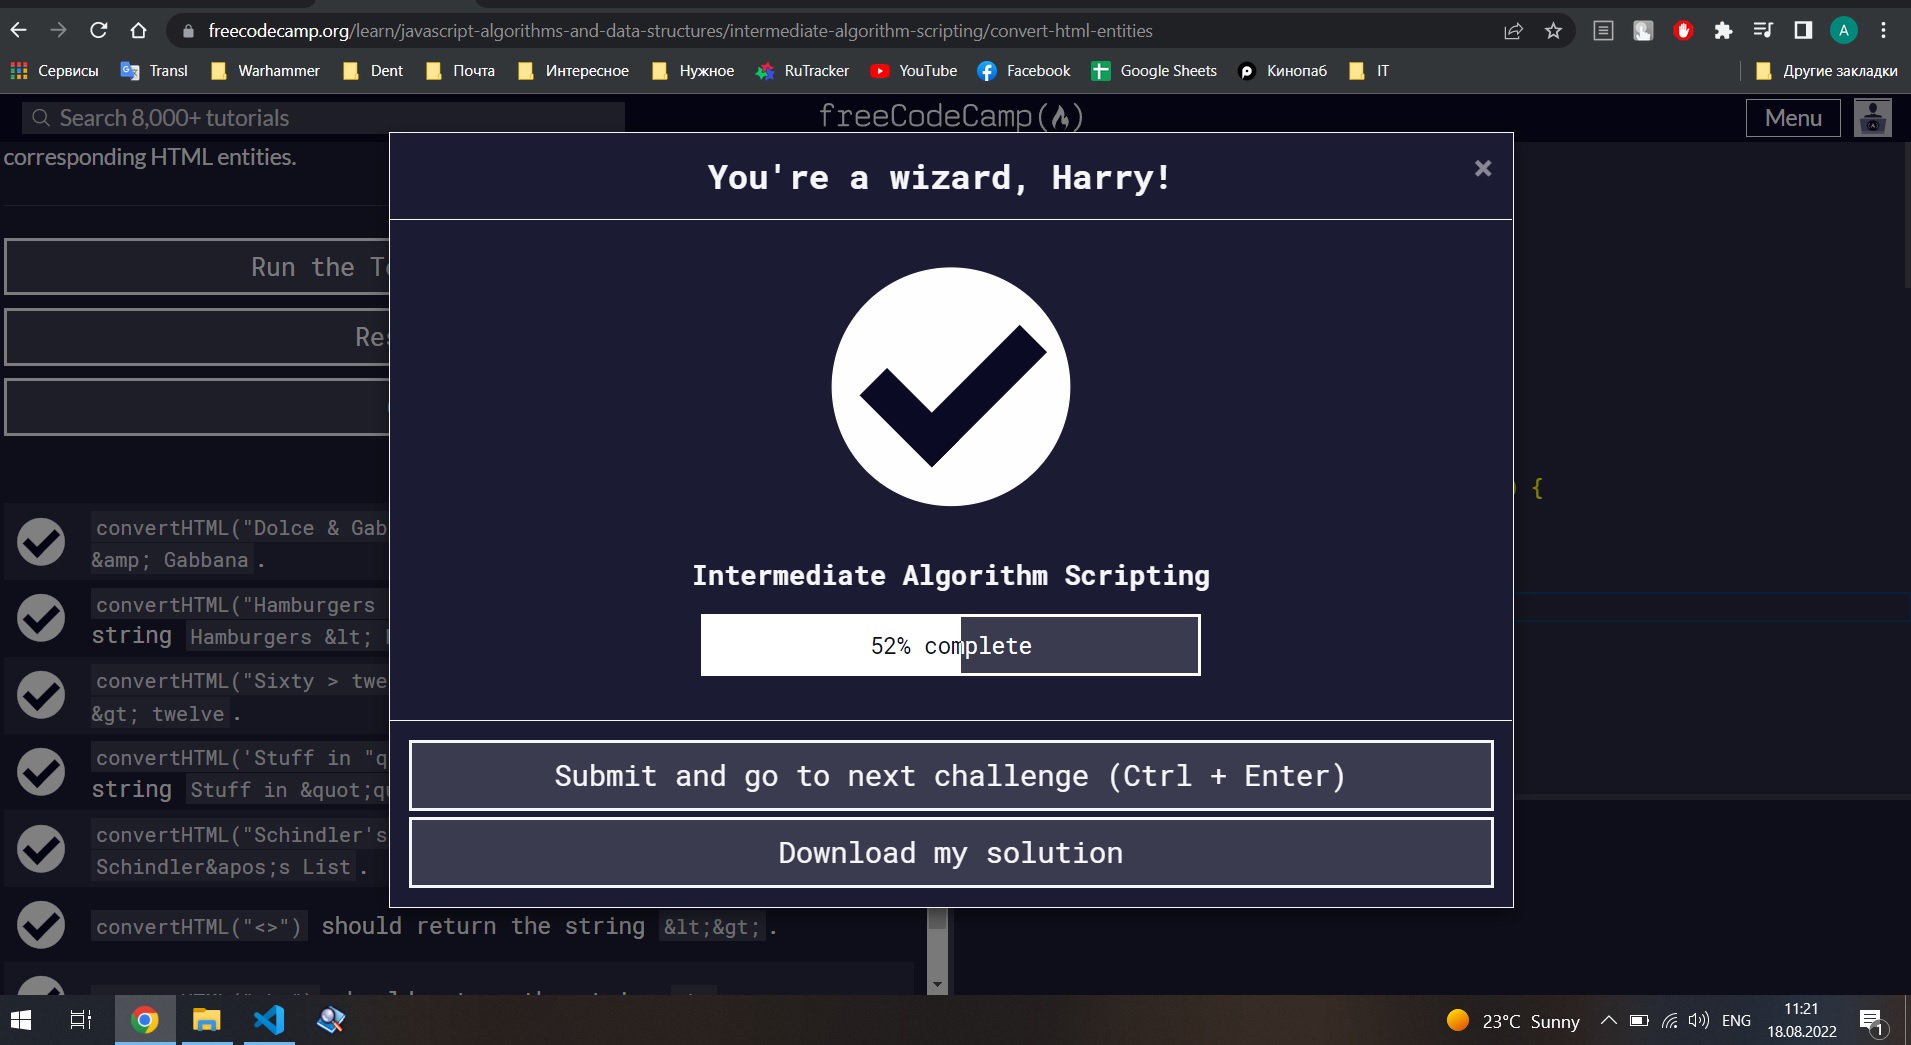 freecodecamp.org/learn/javascript-algorithms-and-data-structures/intermediate-algorithm-scripting/convert-html-entities
A
Сервисы Transl Warhammer Dent Почта Интересное Нужное RuTracker YouTube Facebook Google Sheets Кинопаб IT Другие закладки
Search 8,000+ tutorials
freeCodeCamp
Menu
corresponding HTML entities.
You're a wizard, Harry!
×
Run the
{
Intermediate Algorithm Scripting
52% complete
Submit and go to next challenge (Ctrl + Enter)
Download my solution
convertHTML("Dolce & Gab
&amp; Gabbana.
convertHTML("Hamburgers
string Hamburgers &lt;
convertHTML("Sixty > twe
&gt; twelve.
convertHTML('Stuff in "q
string Stuff in &quot;qu
convertHTML("Schindler's
Schindler&apos;s List.
convertHTML("<>") should return the string &lt;&gt;.
23°C Sunny
ENG
11:21
18.08.2022
1